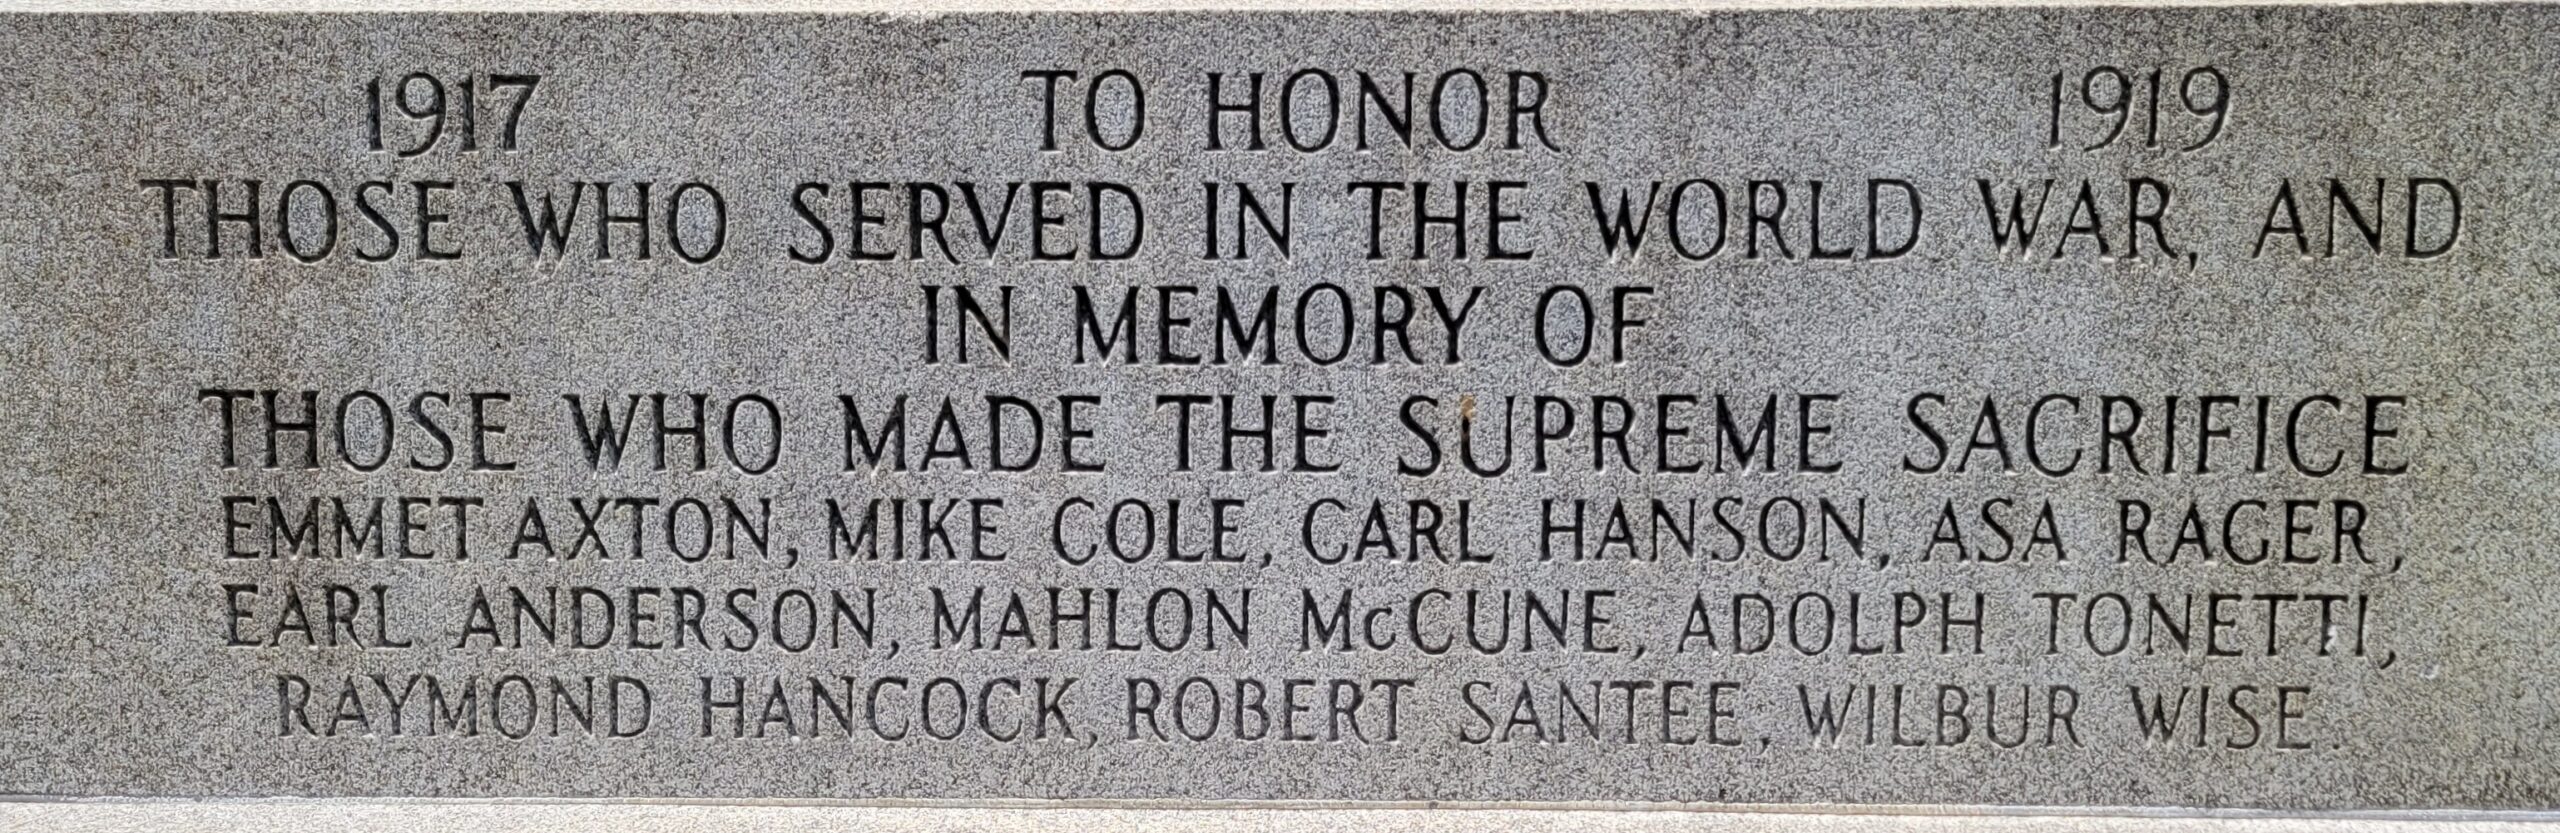 1917 TO HONOR 1919
THOSE WHO SERVED IN THE WORLD WAR, AND
IN MEMORY OF
THOSE WHO MADE THE SUPREME SACRIFICE
EMMET AXTON, MIKE COLE, CARL HANSON, ASA RAGER,
EARL ANDERSON, MAHLON McCUNE, ADOLPH TONETTI,
RAYMOND HANCOCK, ROBERT SANTEE, WILBUR WISE.